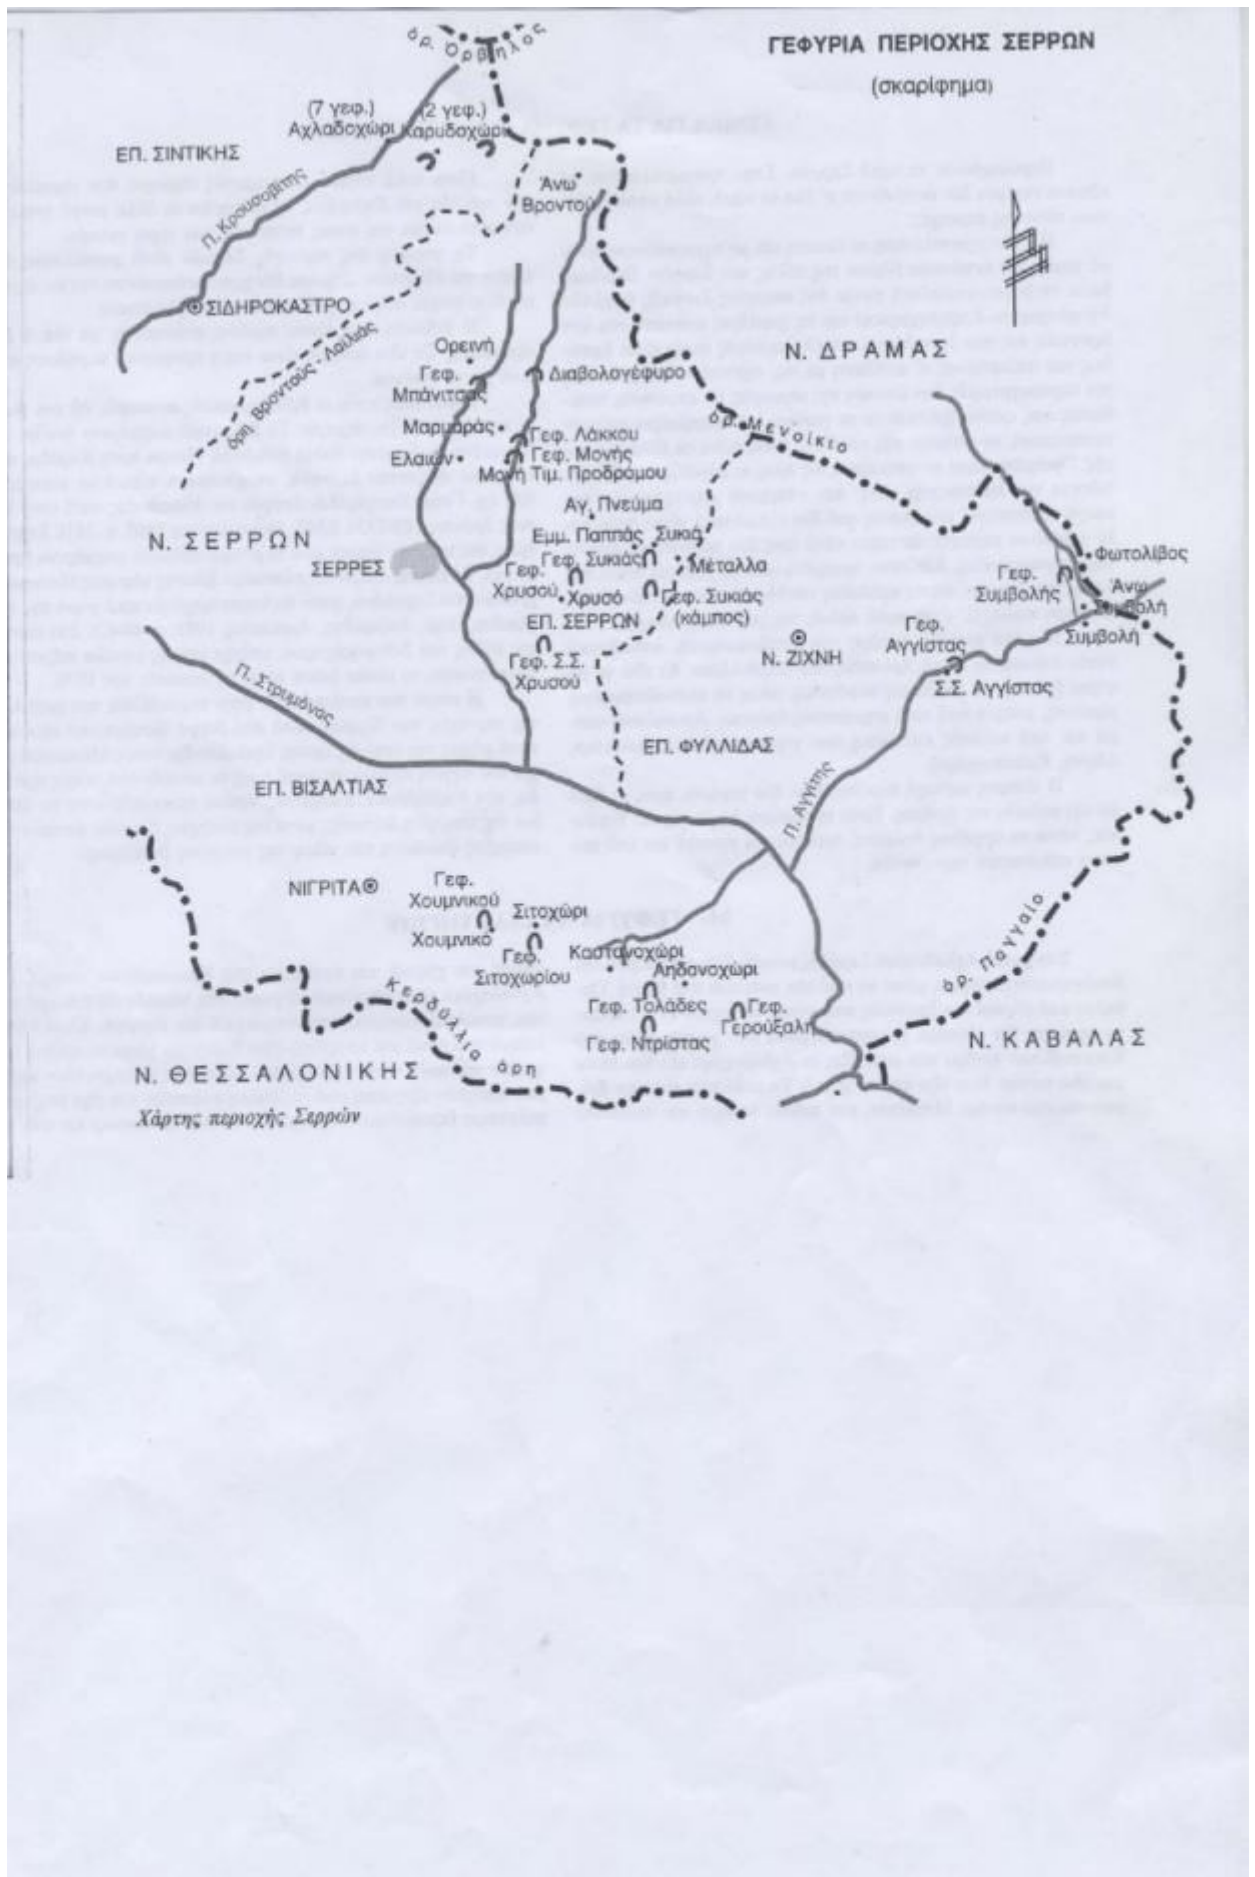 όρ. Όρβηλος
ΓΕΦΥΡΙΑ ΠΕΡΙΟΧΗΣ ΣΕΡΡΩΝ
(σκαρίφημα)
(7 γεφ.)
Αχλαδοχώρι
(2 γεφ.)
Καρυδοχώρι
ΕΠ. ΣΙΝΤΙΚΗΣ
Π. Κρουσοβίτης
Άνω
Βροντού
ΣΙΔΗΡΟΚΑΣΤΡΟ
όρη Βροντούς - Λαϊλιάς
Ορεινή
Γεφ.
Μπάνιτσας
Διαβολογέφυρο
Ν. ΔΡΑΜΑΣ
Μαρμαράς
Γεφ. Λάκκου
Ελαιών
Γεφ. Μονής
Μονή Τιμ. Προδρόμου
όρ. Μενοίκιο
Αγ. Πνεύμα
Εμμ. Παππάς
Συκιά
Ν. ΣΕΡΡΩΝ
ΣΕΡΡΕΣ
Γεφ. Συκιάς
Μέταλλα
Γεφ.
Χρυσού
Χρυσό
Γεφ. Συκιάς
(κάμπος)
ΕΠ. ΣΕΡΡΩΝ
Γεφ. Σ.Σ.
Χρυσού
Φωτολίβος
Γεφ.
Συμβολής
Άνω
Συμβολή
Συμβολή
Γεφ.
Αγγίστας
Σ.Σ. Αγγίστας
Ν. ΖΙΧΝΗ
Π. Στρυμόνας
ΕΠ. ΦΥΛΛΙΔΑΣ
ΕΠ. ΒΙΣΑΛΤΙΑΣ
Π. Αγγίτης
ΝΙΓΡΙΤΑ
Γεφ.
Χουμνικού
Χουμνικό
Σιτοχώρι
Γεφ.
Σιτοχωρίου
Καστανοχώρι
Αηδονοχώρι
Γεφ. Τολάδες
Γεφ.
Γερούξαλη
Γεφ. Ντρίστας
όρ. Παγγαίο
Κερδύλλια όρη
Ν. ΚΑΒΑΛΑΣ
Ν. ΘΕΣΣΑΛΟΝΙΚΗΣ
Χάρτης περιοχής Σερρών